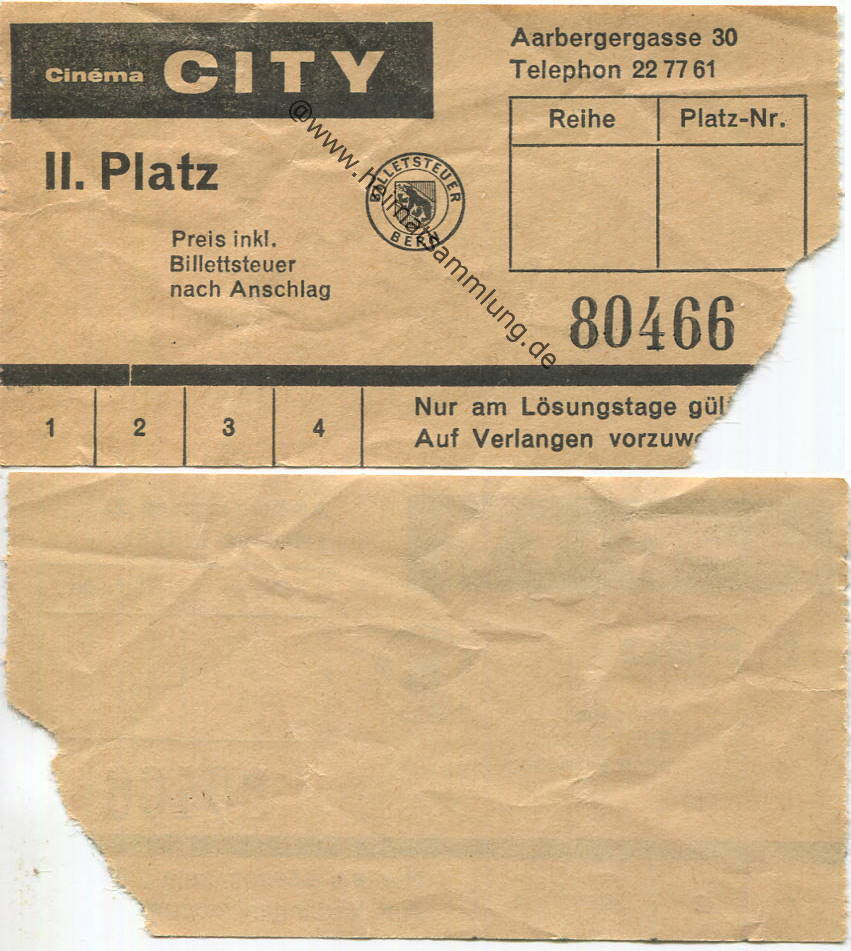 Cinéma CITY
Aarbergergasse 30
Telephon 22 77 61
Reihe Platz-Nr.
II. Platz
BILLETSTEUER
BERN
Preis inkl.
Billettsteuer
nach Anschlag
80466
1 2 3 4
Nur am Lösungstage gül
Auf Verlangen vorzuw
@www.heimatsammlung.de